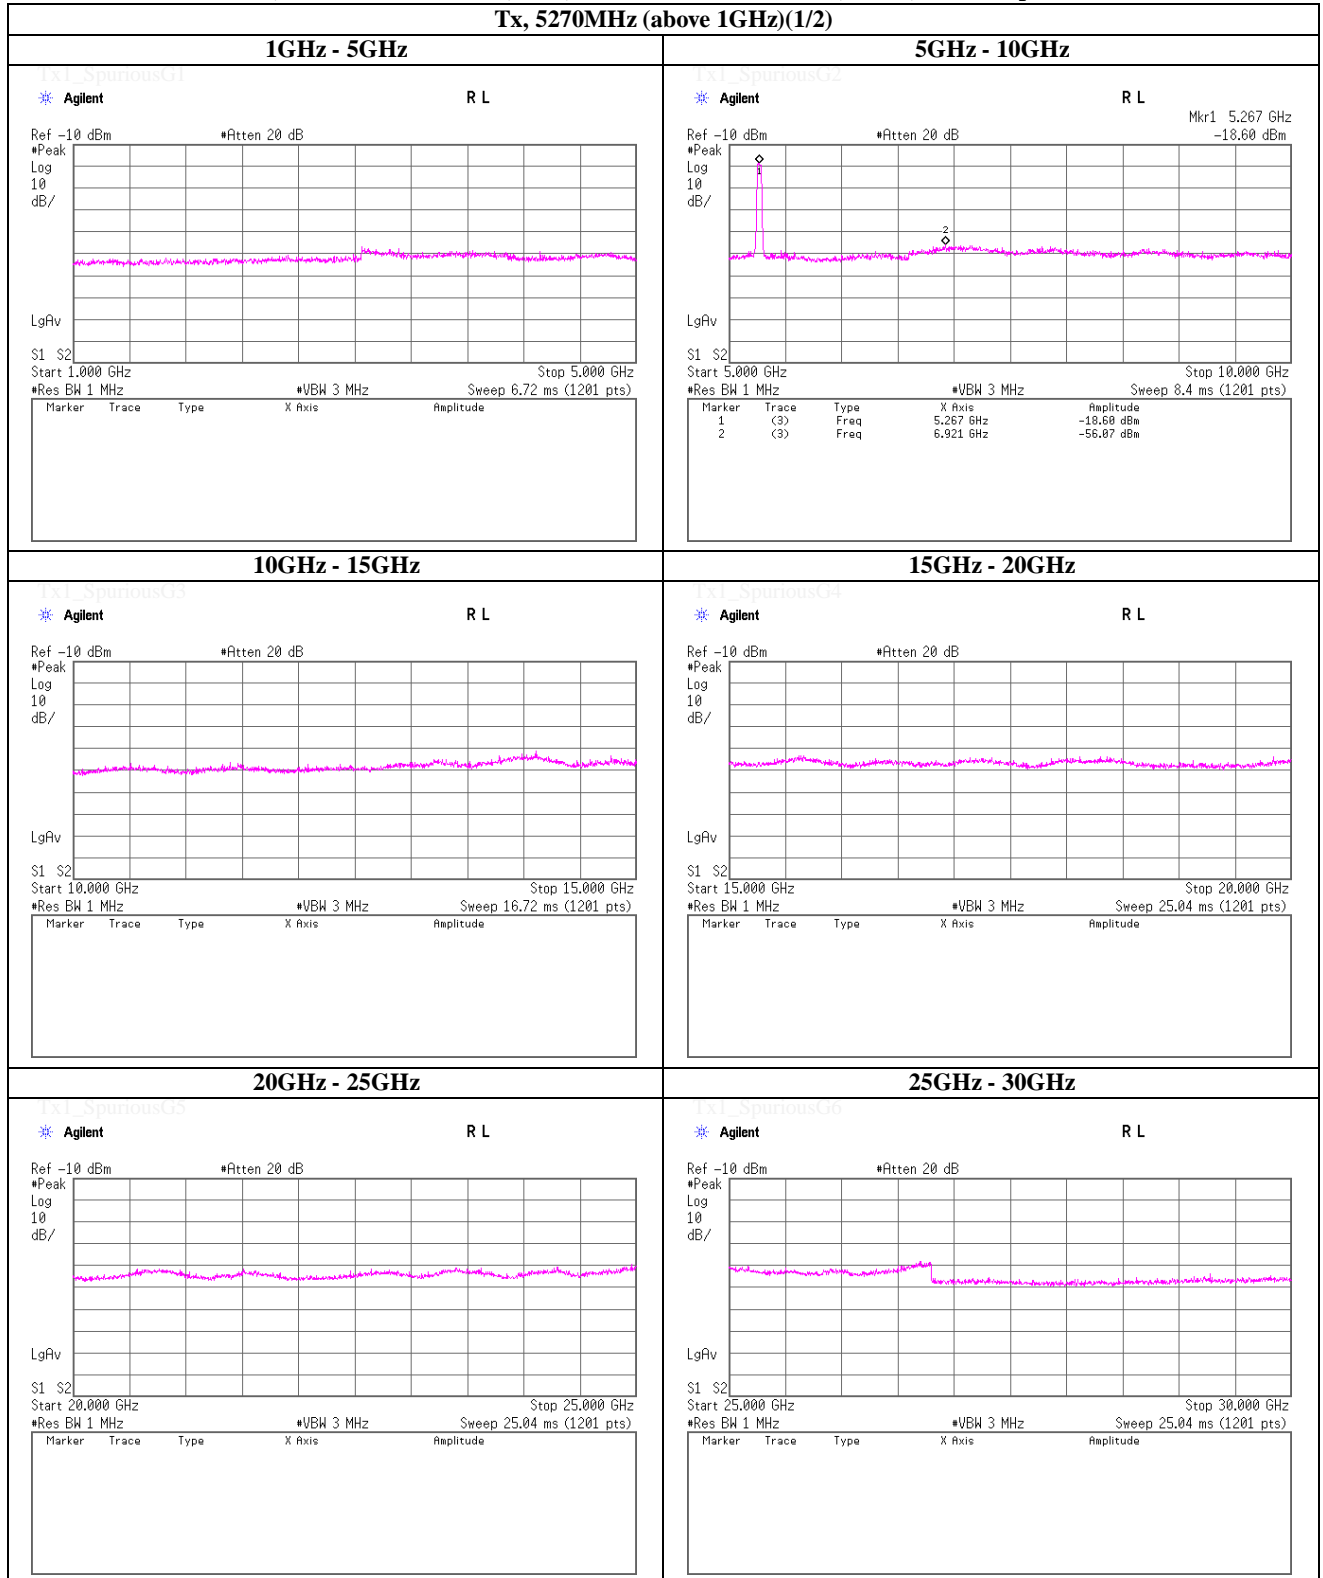 Tx, 5270MHz (above 1GHz)(1/2)
1GHz - 5GHz
Tx1_SpuriousG1
Agilent
R L
Ref -10 dBm
#Atten 20 dB
#Peak
Log
10
dB/
LgAv
S1 S2
Start 1.000 GHz
Stop 5.000 GHz
#Res BW 1 MHz
#VBW 3 MHz
Sweep 6.72 ms (1201 pts)
Marker Trace Type X Axis Amplitude
5GHz - 10GHz
Tx1_SpuriousG2
Agilent
R L
Mkr1 5.267 GHz
Ref -10 dBm
#Atten 20 dB
-18.60 dBm
#Peak
Log
10
dB/
1
2
LgAv
S1 S2
Start 5.000 GHz
Stop 10.000 GHz
#Res BW 1 MHz
#VBW 3 MHz
Sweep 8.4 ms (1201 pts)
Marker Trace Type X Axis Amplitude
1 (3) Freq 5.267 GHz -18.60 dBm
2 (3) Freq 6.921 GHz -56.07 dBm
10GHz - 15GHz
Tx1_SpuriousG3
Agilent
R L
Ref -10 dBm
#Atten 20 dB
#Peak
Log
10
dB/
LgAv
S1 S2
Start 10.000 GHz
Stop 15.000 GHz
#Res BW 1 MHz
#VBW 3 MHz
Sweep 16.72 ms (1201 pts)
Marker Trace Type X Axis Amplitude
15GHz - 20GHz
Tx1_SpuriousG4
Agilent
R L
Ref -10 dBm
#Atten 20 dB
#Peak
Log
10
dB/
LgAv
S1 S2
Start 15.000 GHz
Stop 20.000 GHz
#Res BW 1 MHz
#VBW 3 MHz
Sweep 25.04 ms (1201 pts)
Marker Trace Type X Axis Amplitude
20GHz - 25GHz
Tx1_SpuriousG5
Agilent
R L
Ref -10 dBm
#Atten 20 dB
#Peak
Log
10
dB/
LgAv
S1 S2
Start 20.000 GHz
Stop 25.000 GHz
#Res BW 1 MHz
#VBW 3 MHz
Sweep 25.04 ms (1201 pts)
Marker Trace Type X Axis Amplitude
25GHz - 30GHz
Tx1_SpuriousG6
Agilent
R L
Ref -10 dBm
#Atten 20 dB
#Peak
Log
10
dB/
LgAv
S1 S2
Start 25.000 GHz
Stop 30.000 GHz
#Res BW 1 MHz
#VBW 3 MHz
Sweep 25.04 ms (1201 pts)
Marker Trace Type X Axis Amplitude